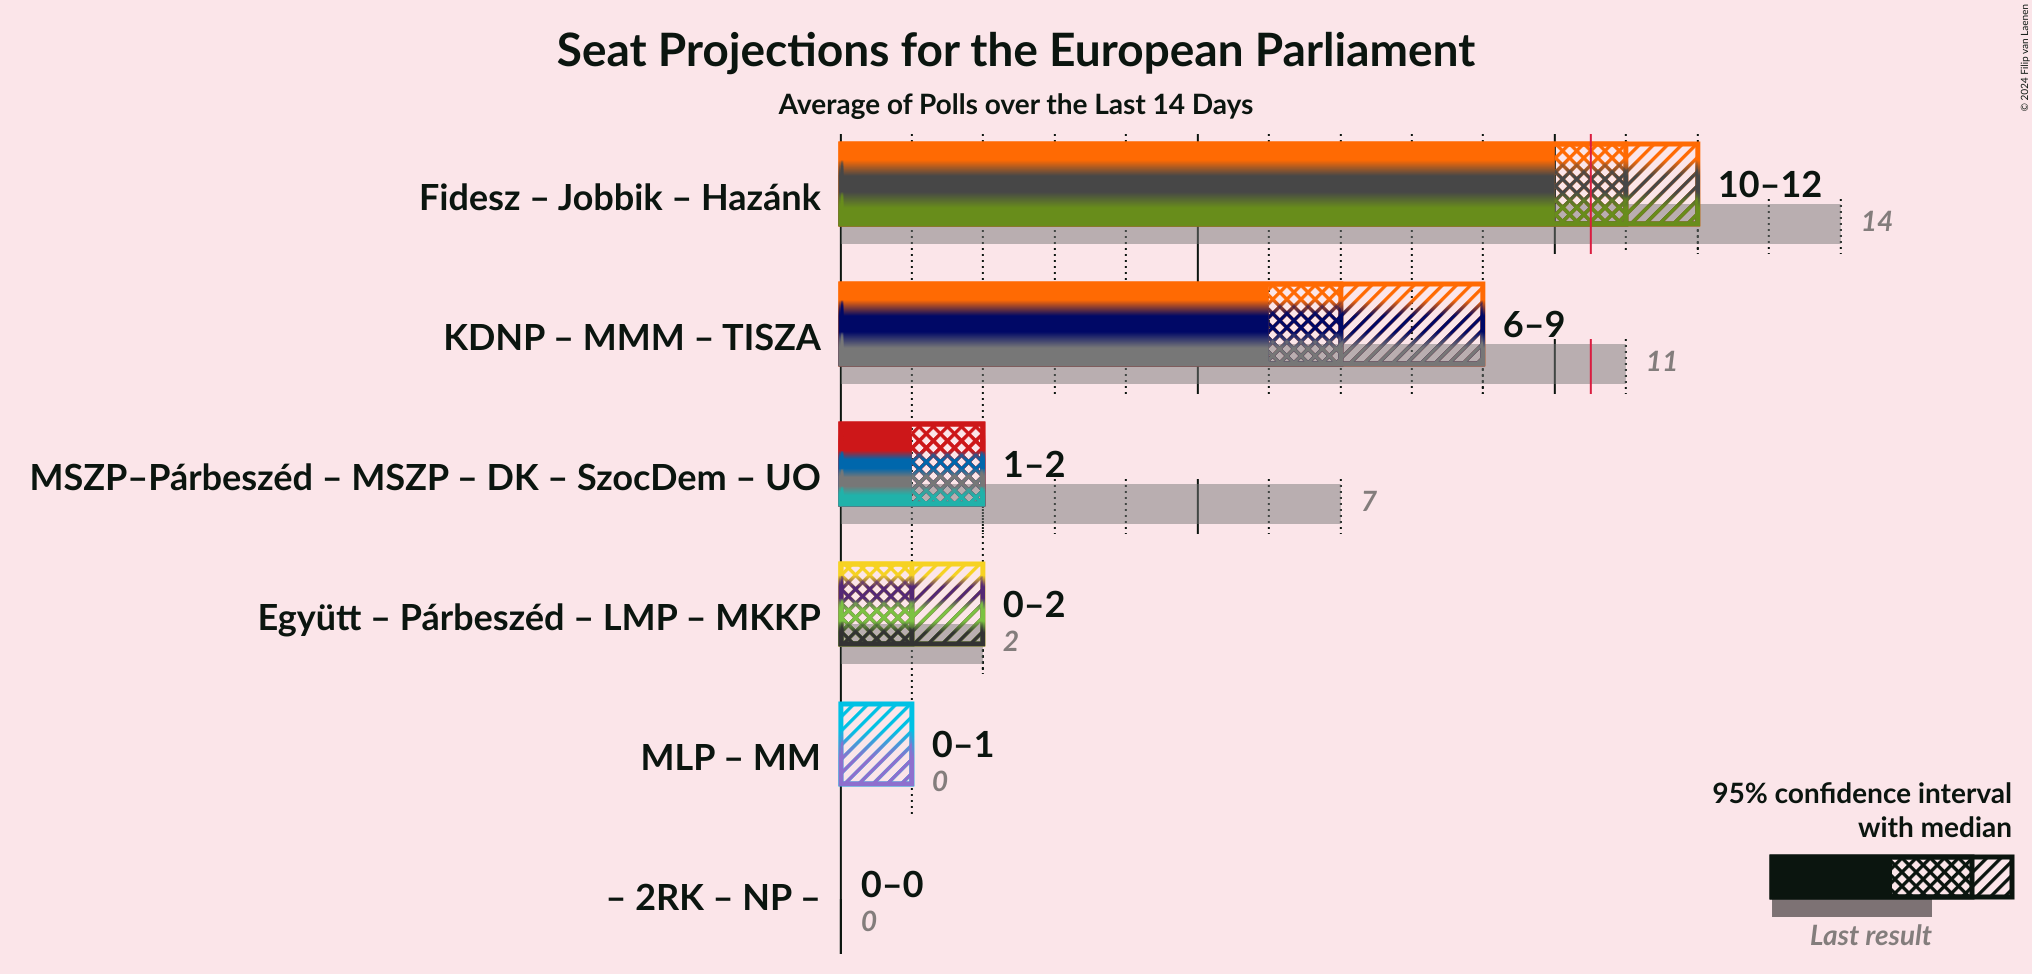 Seat Projections for the European Parliament
Average of Polls over the Last 14 Days
© 2024 Filip van Laenen
Fidesz – Jobbik – Hazánk
10–12
14
KDNP – MMM – TISZA
6–9
11
MSZP–Párbeszéd – MSZP – DK – SzocDem – UO
1–2
7
Együtt – Párbeszéd – LMP – MKKP
0–2
2
MLP – MM
0–1
0
– 2RK – NP –
0–0
0
95% confidence interval
with median
Last result